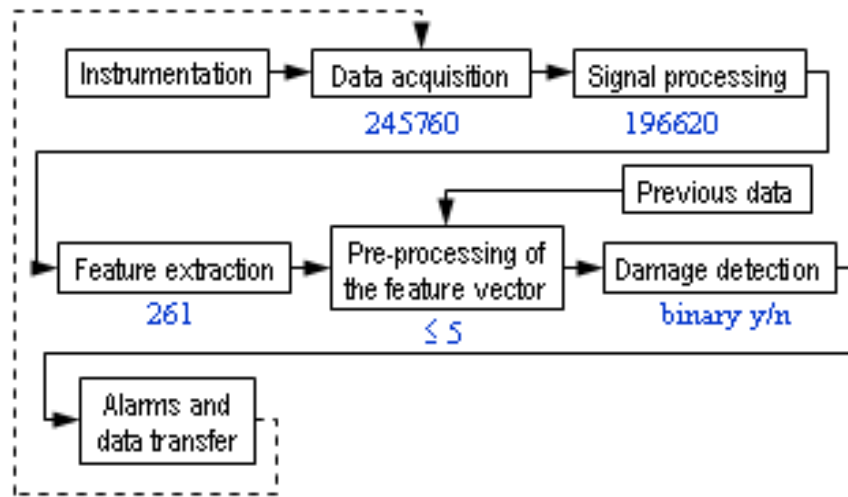 Instrumentation
Data acquisition
Signal processing
245760
196620
Previous data
Feature extraction
Pre-processing of
the feature vector
Damage detection
261
≤ 5
binary y/n
Alarms and
data transfer